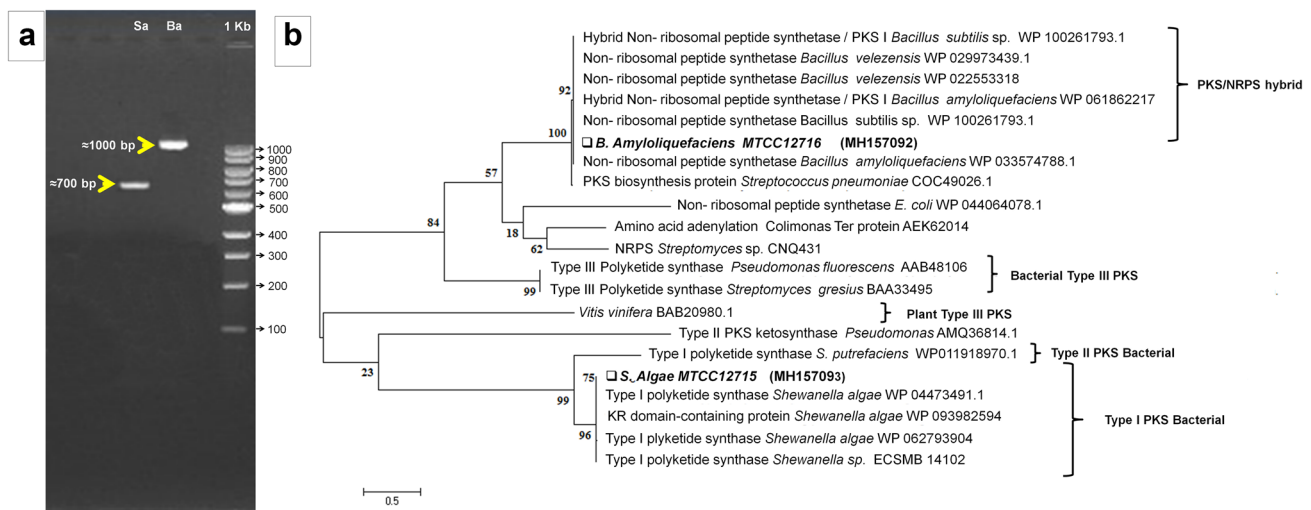 a
Sa Ba 1 Kb
≈1000 bp
≈700 bp
1000
900
800
700
600
500
400
300
200
100
b
Hybrid Non- ribosomal peptide synthetase / PKS I Bacillus subtilis sp. WP 100261793.1
Non- ribosomal peptide synthetase Bacillus velezensis WP 029973439.1
Non- ribosomal peptide synthetase Bacillus velezensis WP 022553318
Hybrid Non- ribosomal peptide synthetase / PKS I Bacillus amyloliquefaciens WP 061862217
Non- ribosomal peptide synthetase Bacillus subtilis sp. WP 100261793.1
B. Amyloliquefaciens MTCC12716 (MH157092)
Non- ribosomal peptide synthetase Bacillus amyloliquefaciens WP 033574788.1
PKS biosynthesis protein Streptococcus pneumoniae COC49026.1
Non- ribosomal peptide synthetase E. coli WP 044064078.1
Amino acid adenylation Colimonas Ter protein AEK62014
NRPS Streptomyces sp. CNQ431
Type III Polyketide synthase Pseudomonas fluorescens AAB48106
Type III Polyketide synthase Streptomyces gresius BAA33495
Vitis vinifera BAB20980.1
Type II PKS ketosynthase Pseudomonas AMQ36814.1
Type I polyketide synthase S. putrefaciens WP011918970.1
S. Algae MTCC12715 (MH157093)
Type I polyketide synthase Shewanella algae WP 04473491.1
KR domain-containing protein Shewanella algae WP 093982594
Type I plyketide synthase Shewanella algae WP 062793904
Type I polyketide synthase Shewanella sp. ECSMB 14102
92
100
57
84
18
62
99
23
75
99
96
0.5
PKS/NRPS hybrid
Bacterial Type III PKS
Plant Type III PKS
Type II PKS Bacterial
Type I PKS Bacterial